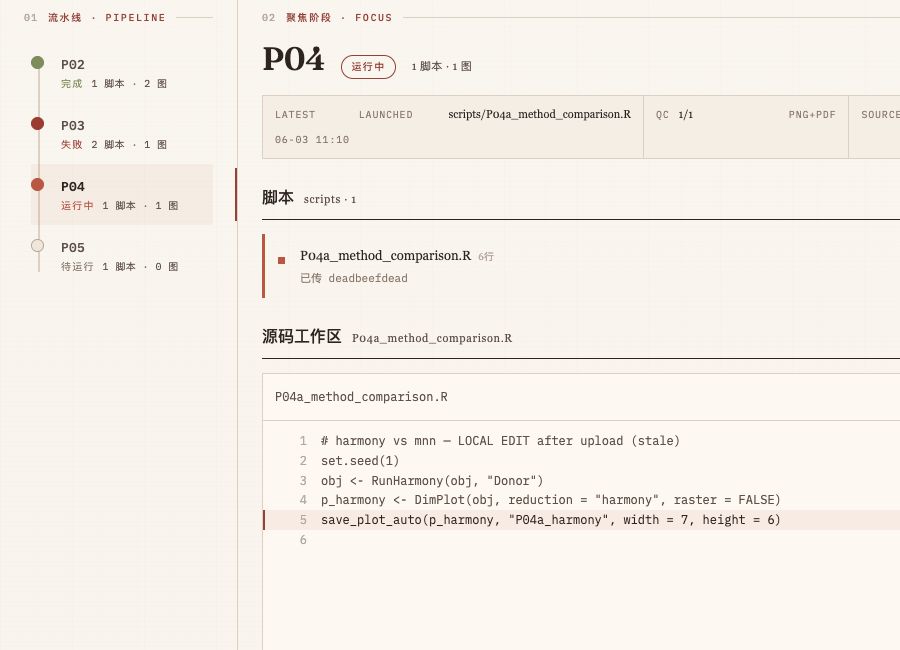 01 流水线 · PIPELINE
P02
完成 1 脚本 · 2 图
P03
失败 2 脚本 · 1 图
P04
运行中 1 脚本 · 1 图
P05
待运行 1 脚本 · 0 图
02 聚焦阶段 · FOCUS
P04 运行中 1 脚本 · 1 图
LATEST LAUNCHED scripts/P04a_method_comparison.R
06-03 11:10
QC 1/1 PNG+PDF
SOURCE
脚本 scripts · 1
P04a_method_comparison.R 6行
已传 deadbeefdead
源码工作区 P04a_method_comparison.R
P04a_method_comparison.R
1 # harmony vs mnn — LOCAL EDIT after upload (stale)
2 set.seed(1)
3 obj <- RunHarmony(obj, "Donor")
4 p_harmony <- DimPlot(obj, reduction = "harmony", raster = FALSE)
5 save_plot_auto(p_harmony, "P04a_harmony", width = 7, height = 6)
6